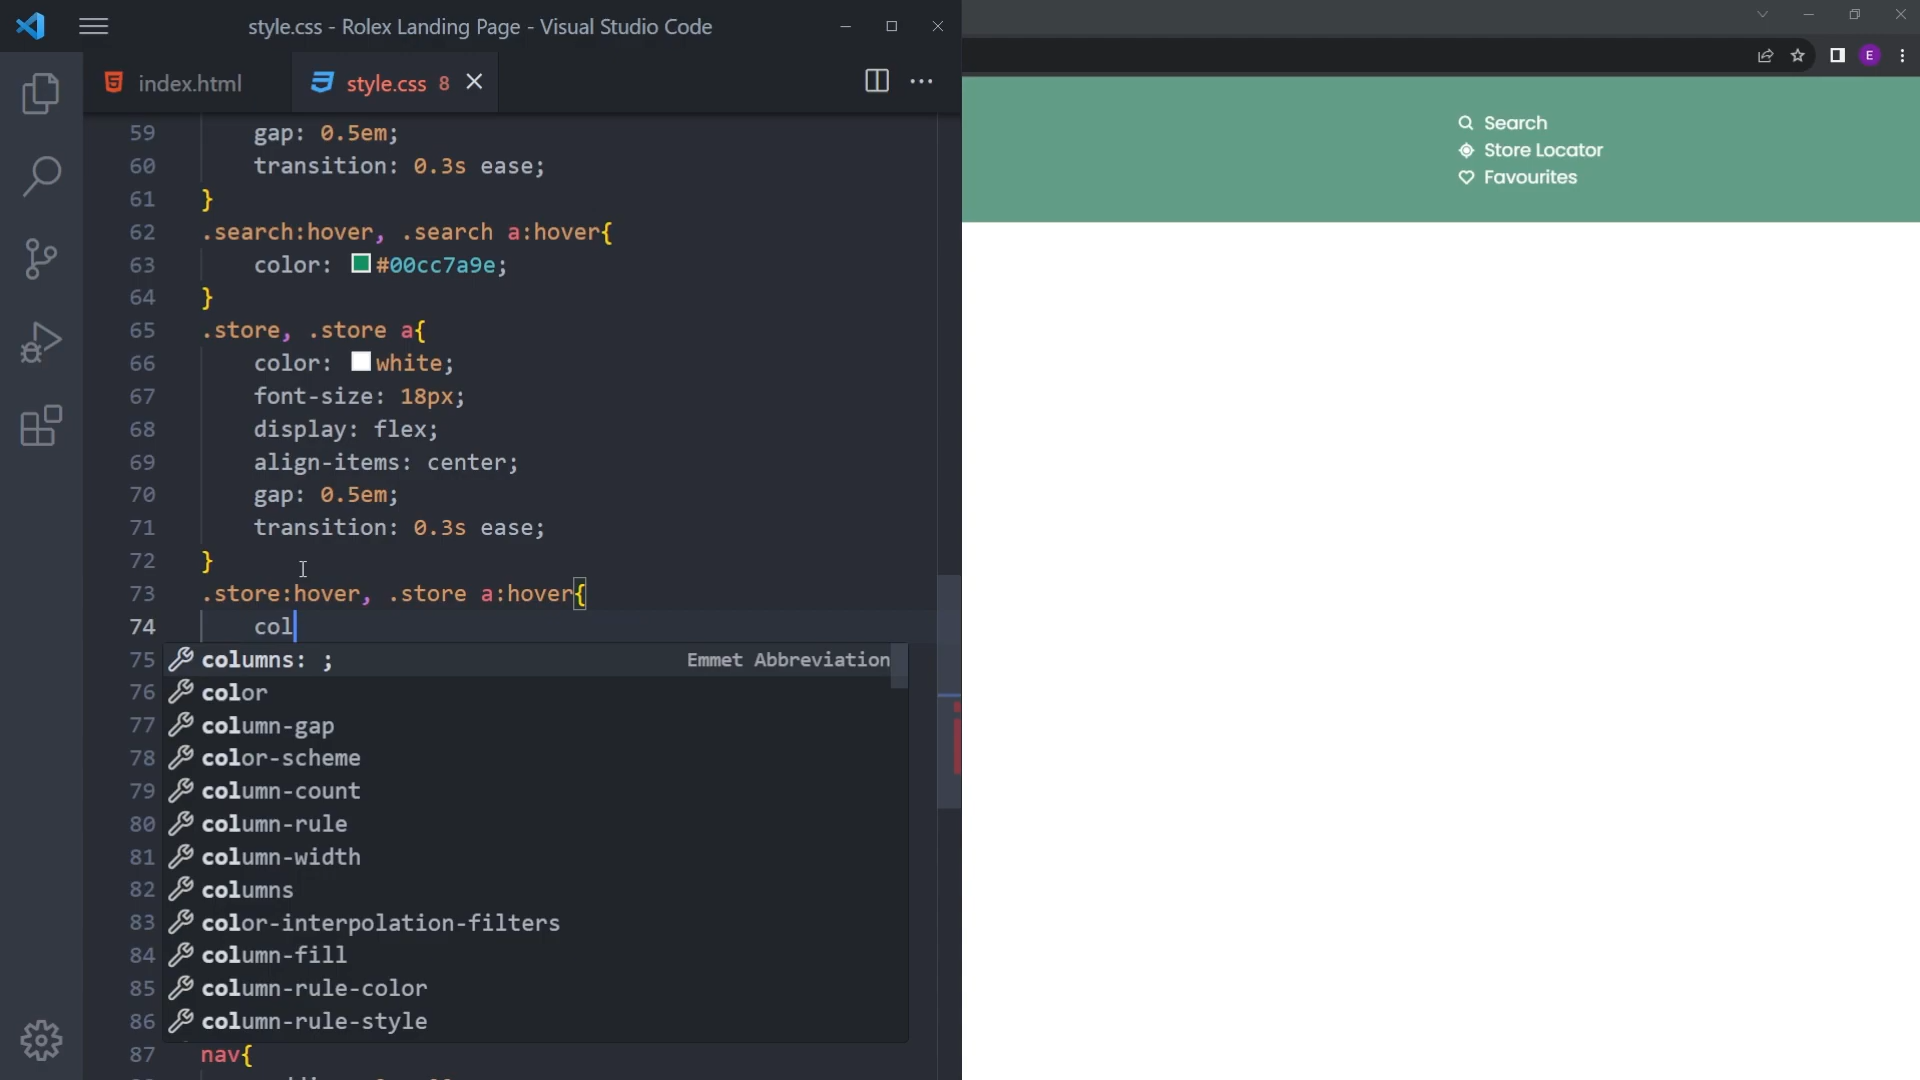 style.css - Rolex Landing Page - Visual Studio Code
index.html
style.css 8
59 gap: 0.5em;
60 transition: 0.3s ease;
61 }
62 .search:hover, .search a:hover{
63 color: #00cc7a9e;
64 }
65 .store, .store a{
66 color: white;
67 font-size: 18px;
68 display: flex;
69 align-items: center;
70 gap: 0.5em;
71 transition: 0.3s ease;
72 }
73 .store:hover, .store a:hover{
74 col
75 columns: ; Emmet Abbreviation
76 color
77 column-gap
78 color-scheme
79 column-count
80 column-rule
81 column-width
82 columns
83 color-interpolation-filters
84 column-fill
85 column-rule-color
86 column-rule-style
87 nav{
E
Search
Store Locator
Favourites